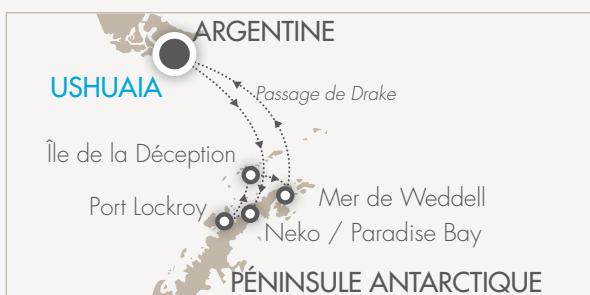 ARGENTINE
USHUAIA
Passage de Drake
Île de la Déception
Port Lockroy
Mer de Weddell
Neko / Paradise Bay
PÉNINSULE ANTARCTIQUE